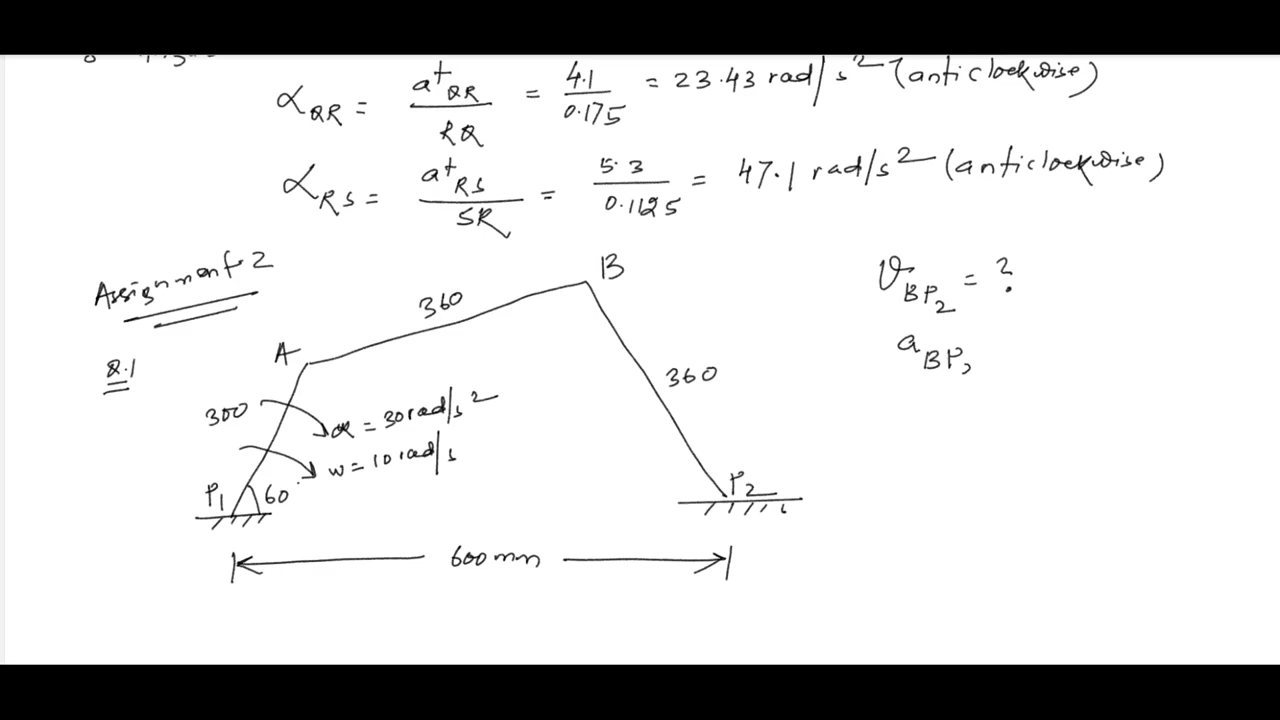 α_QR = a^t_QR / RQ = 4.1 / 0.175 = 23.43 rad/s² (anticlockwise)
α_RS = a^t_RS / SR = 5.3 / 0.1125 = 47.1 rad/s² (anticlockwise)
Assignment-2
Q.1
B
360
A
300
α = 30 rad/s²
w = 10 rad/s
P1
60
360
P2
600 mm
V_BP2 = ?
a_BP2